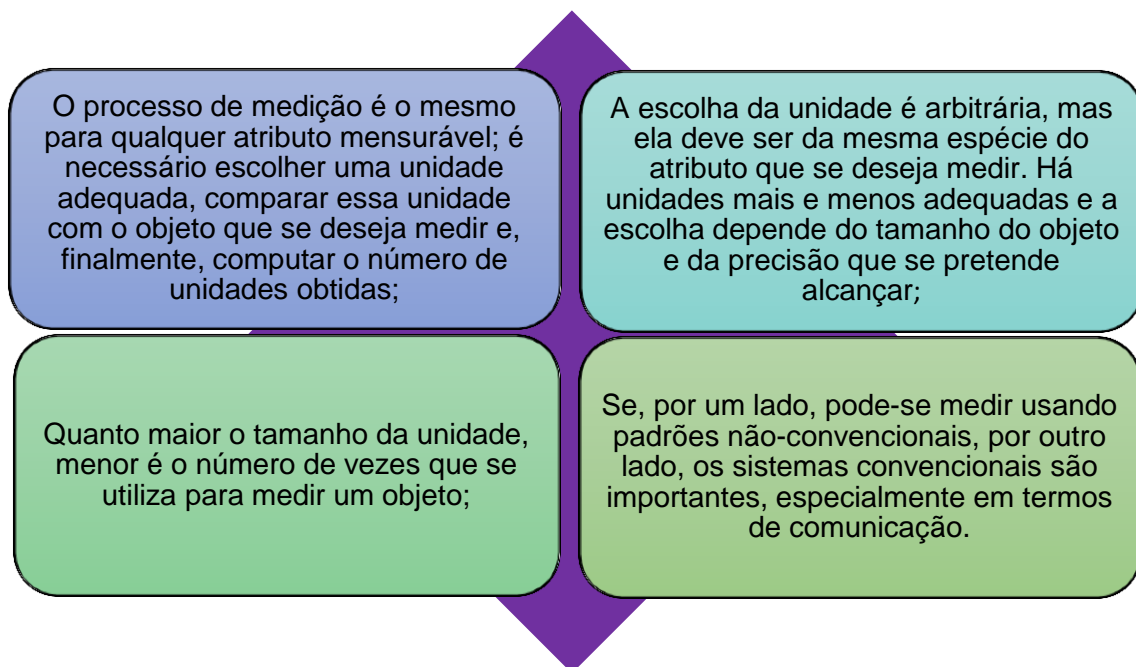 O processo de medição é o mesmo
para qualquer atributo mensurável; é
necessário escolher uma unidade
adequada, comparar essa unidade
com o objeto que se deseja medir e,
finalmente, computar o número de
unidades obtidas;
A escolha da unidade é arbitrária, mas
ela deve ser da mesma espécie do
atributo que se deseja medir. Há
unidades mais e menos adequadas e a
escolha depende do tamanho do objeto
e da precisão que se pretende
alcançar;
Quanto maior o tamanho da unidade,
menor é o número de vezes que se
utiliza para medir um objeto;
Se, por um lado, pode-se medir usando
padrões não-convencionais, por outro
lado, os sistemas convencionais são
importantes, especialmente em termos
de comunicação.